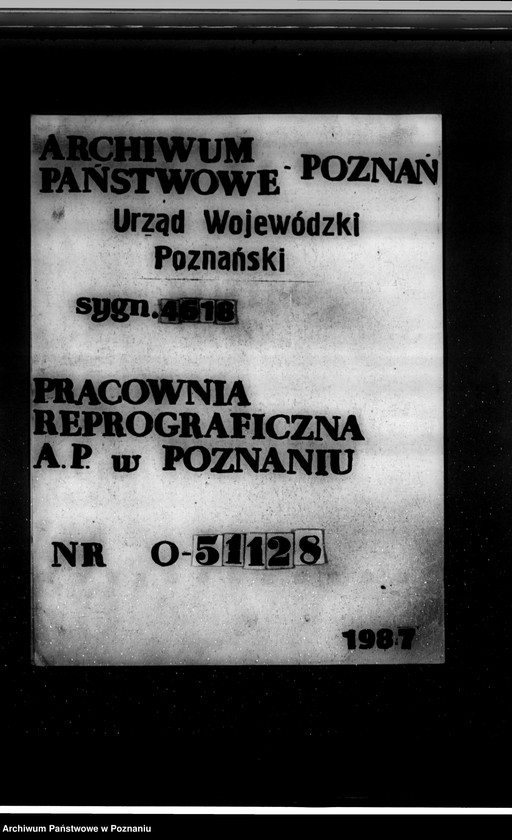 ARCHIWUM
PAŃSTWOWE - POZNAŃ
Urząd Wojewódzki
Poznański
sygn. 4618
PRACOWNIA
REPROGRAFICZNA
A.P. w POZNANIU
NR O-51128
1987
Archiwum Państwowe w Poznaniu